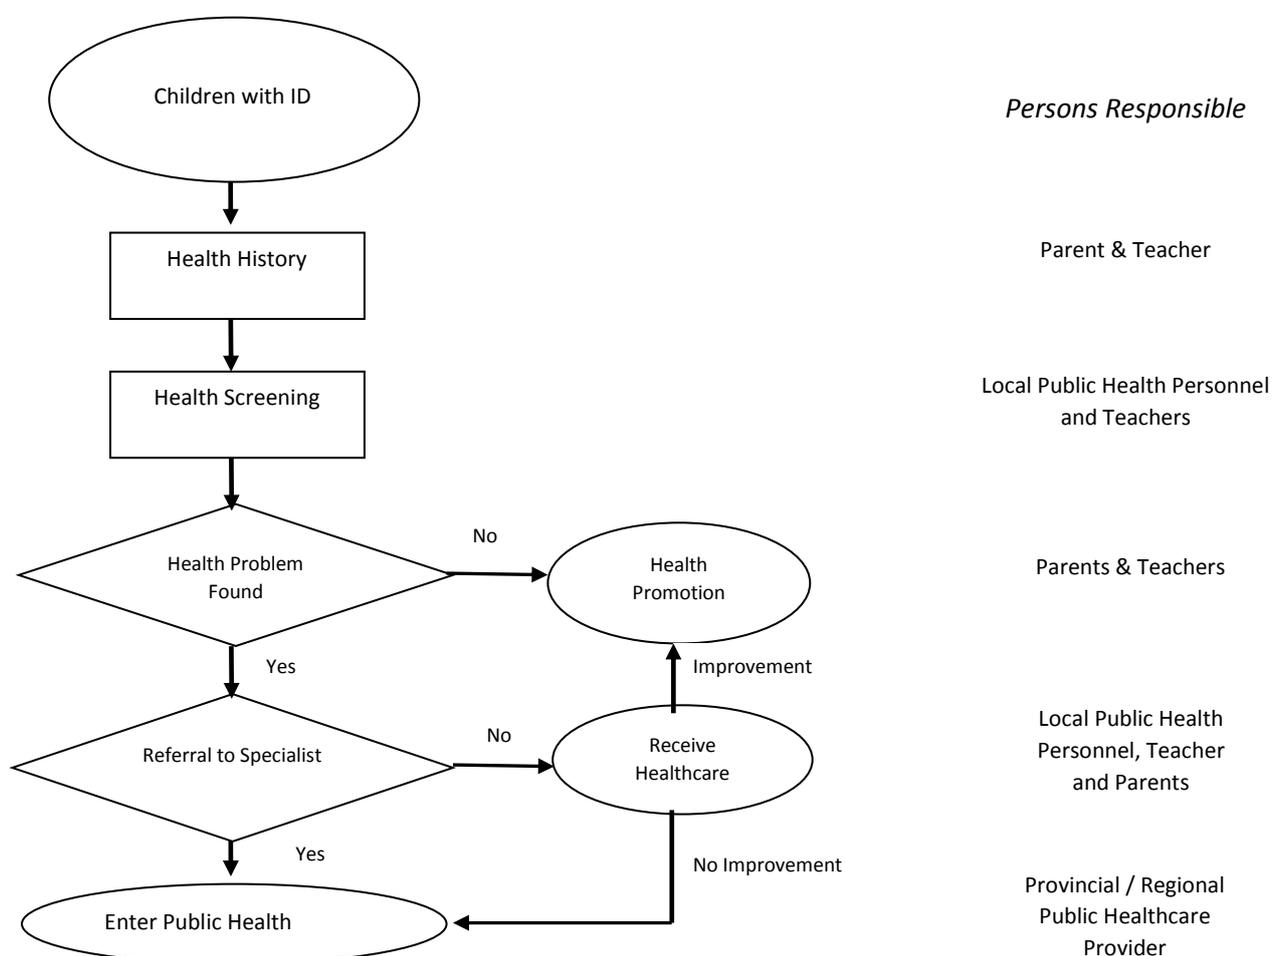 Children with ID
Persons Responsible
Health History
Parent & Teacher
Health Screening
Local Public Health Personnel
and Teachers
No
Health Problem
Found
Health
Promotion
Parents & Teachers
Yes
Improvement
Referral to Specialist
No
Receive
Healthcare
Local Public Health
Personnel, Teacher
and Parents
Yes
No Improvement
Enter Public Health
Provincial / Regional
Public Healthcare
Provider